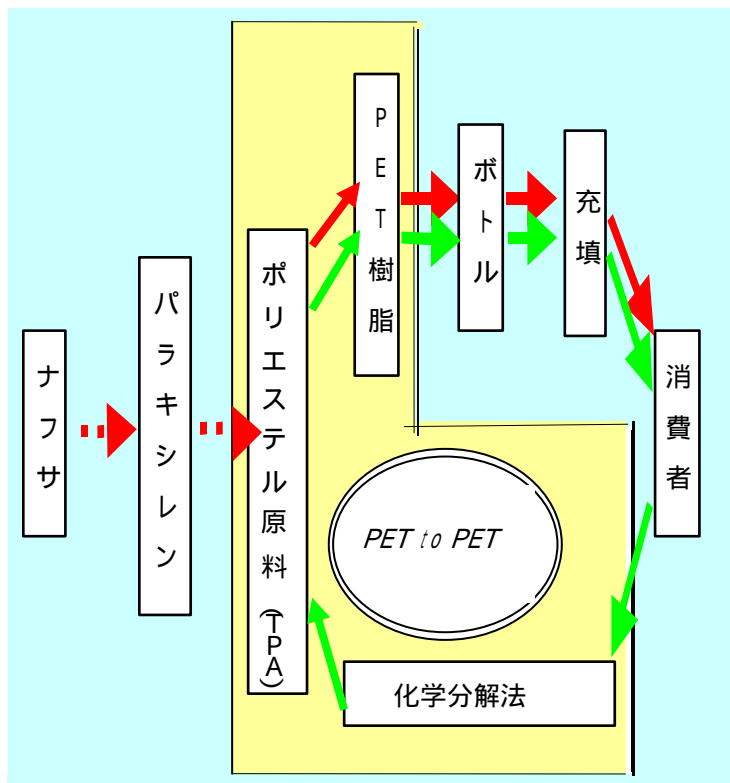 ナフサ
パラキシレン
ポリエステル原料(TPA)
PET樹脂
ボトル
充填
消費者
PET to PET
化学分解法